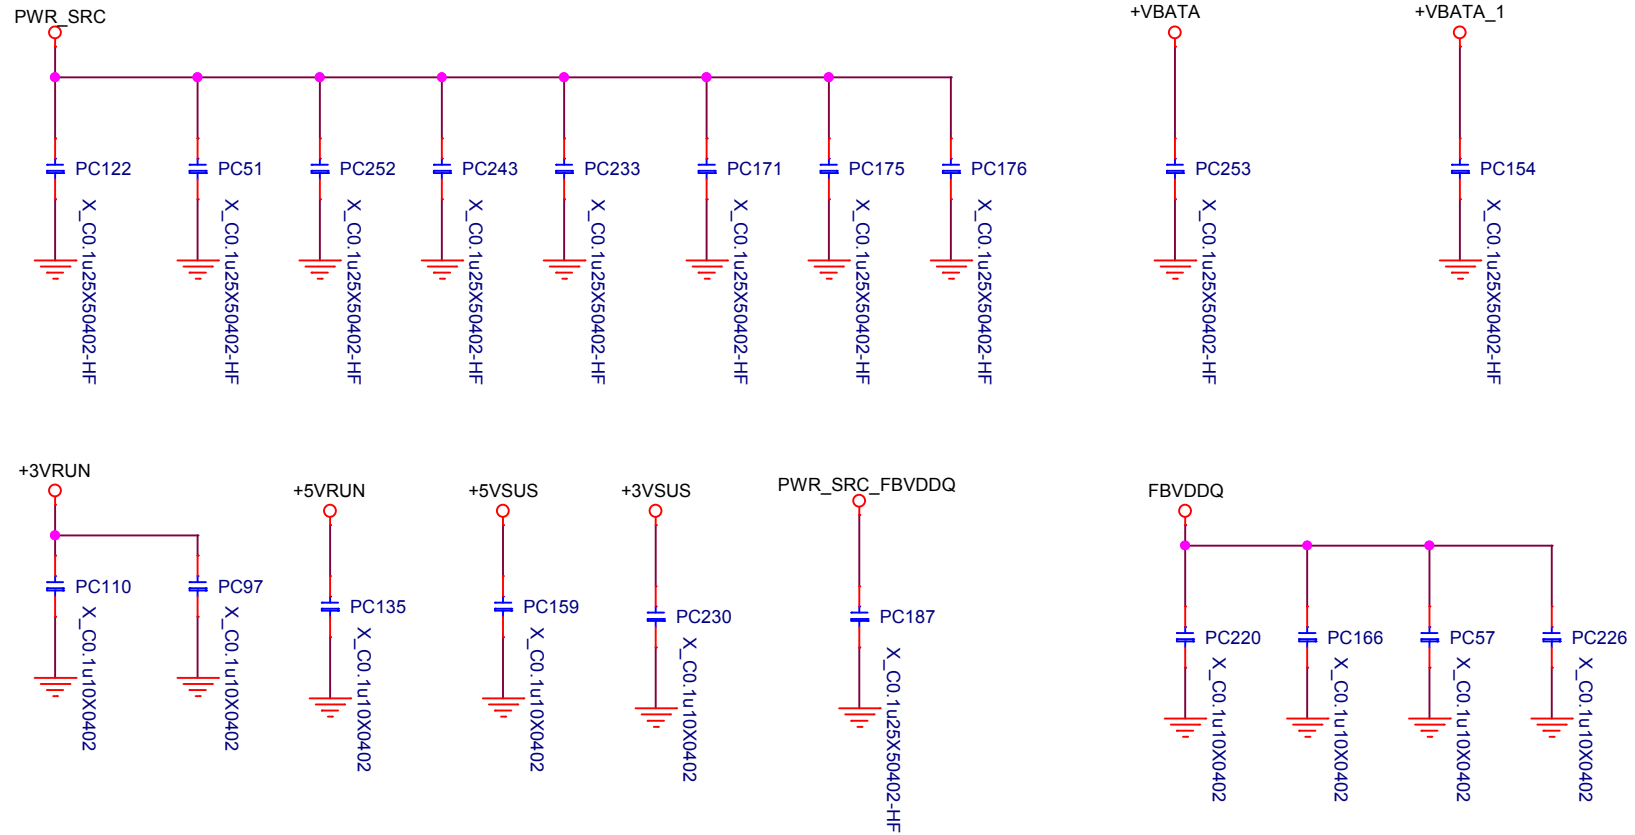 PWR_SRC
+VBATA
+VBATA_1
PC122
PC51
PC252
PC243
PC233
PC171
PC175
PC176
PC253
PC154
X_C0.1u25X50402-HF
X_C0.1u25X50402-HF
X_C0.1u25X50402-HF
X_C0.1u25X50402-HF
X_C0.1u25X50402-HF
X_C0.1u25X50402-HF
X_C0.1u25X50402-HF
X_C0.1u25X50402-HF
X_C0.1u25X50402-HF
X_C0.1u25X50402-HF
+3VRUN
+5VRUN
+5VSUS
+3VSUS
PWR_SRC_FBVDDQ
FBVDDQ
PC110
PC97
PC135
PC159
PC230
PC187
PC220
PC166
PC57
PC226
X_C0.1u10X0402
X_C0.1u10X0402
X_C0.1u10X0402
X_C0.1u10X0402
X_C0.1u10X0402
X_C0.1u25X50402-HF
X_C0.1u10X0402
X_C0.1u10X0402
X_C0.1u10X0402
X_C0.1u10X0402